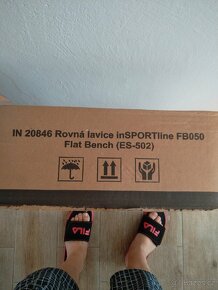 IN 20846 Rovná lavice inSPORTline FB050
Flat Bench (ES-502)
FILA
FILA